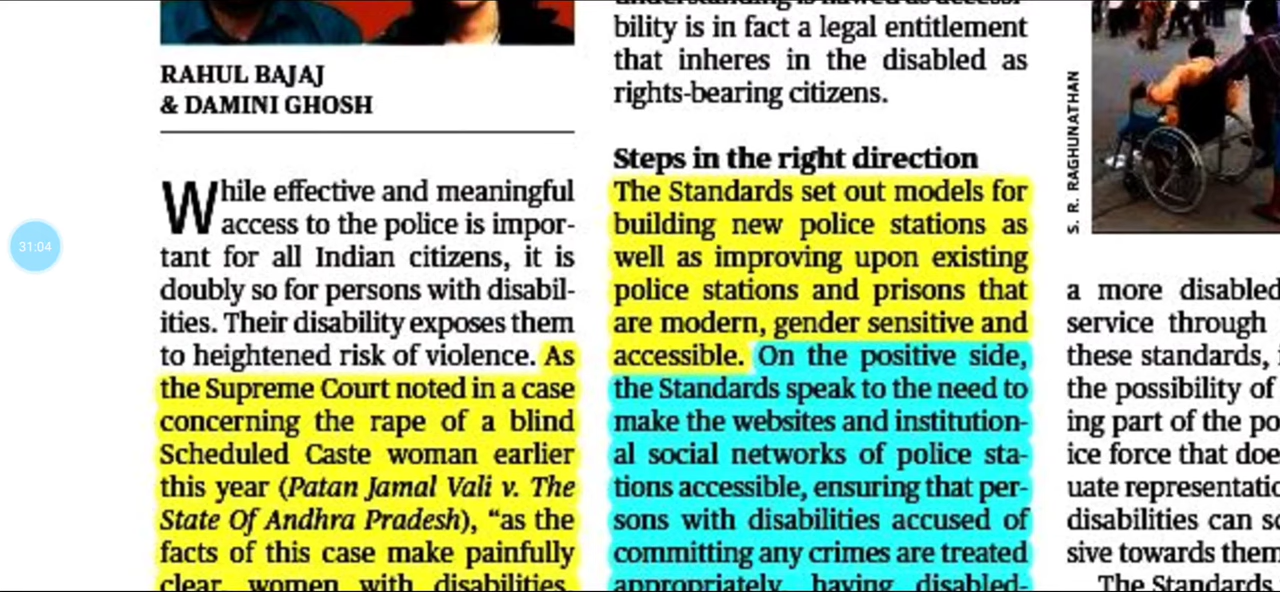 RAHUL BAJAJ
& DAMINI GHOSH
While effective and meaningful
access to the police is impor-
tant for all Indian citizens, it is
doubly so for persons with disabil-
ities. Their disability exposes them
to heightened risk of violence. As
the Supreme Court noted in a case
concerning the rape of a blind
Scheduled Caste woman earlier
this year (Patan Jamal Vali v. The
State Of Andhra Pradesh), “as the
facts of this case make painfully
clear, women with disabilities,
bility is in fact a legal entitlement
that inheres in the disabled as
rights-bearing citizens.
Steps in the right direction
The Standards set out models for
building new police stations as
well as improving upon existing
police stations and prisons that
are modern, gender sensitive and
accessible. On the positive side,
the Standards speak to the need to
make the websites and institution-
al social networks of police sta-
tions accessible, ensuring that per-
sons with disabilities accused of
committing any crimes are treated
appropriately, having disabled-
S. R. RAGHUNATHAN
a more disabled
service through
these standards,
the possibility of
ing part of the po
ice force that doe
uate representatio
disabilities can se
sive towards them
The Standards
31:04